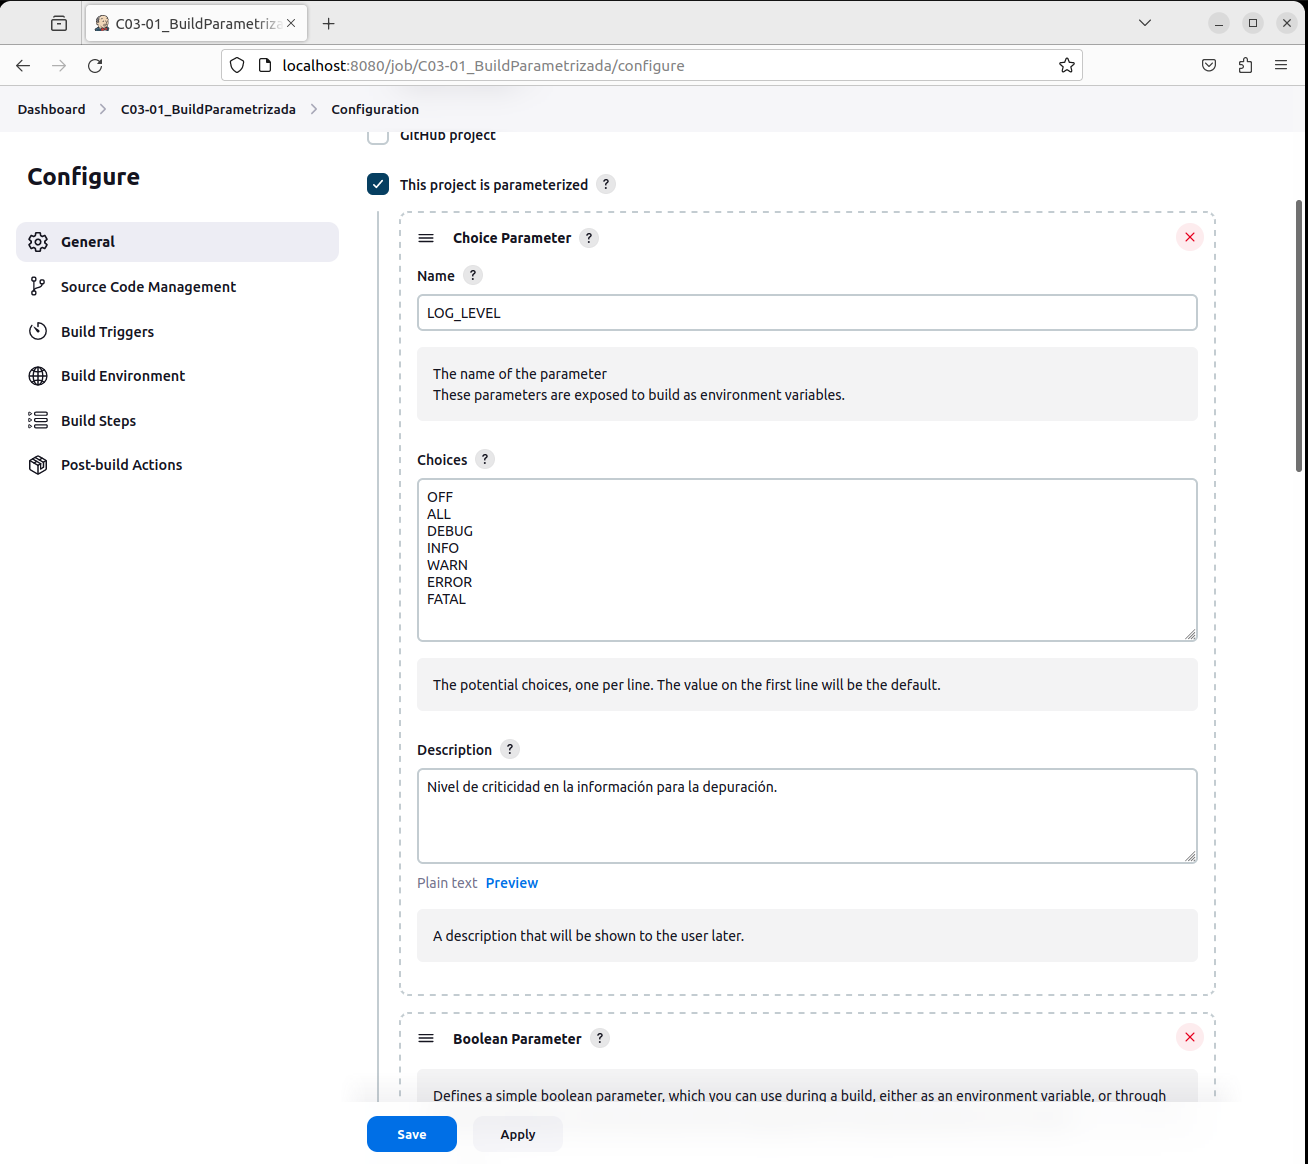 C03-01_BuildParametriza
localhost:8080/job/C03-01_BuildParametrizada/configure
Dashboard > C03-01_BuildParametrizada > Configuration
GitHub project
Configure
This project is parameterized ?
General
Source Code Management
Build Triggers
Build Environment
Build Steps
Post-build Actions
Choice Parameter ?
Name ?
LOG_LEVEL
The name of the parameter
These parameters are exposed to build as environment variables.
Choices ?
OFF
ALL
DEBUG
INFO
WARN
ERROR
FATAL
The potential choices, one per line. The value on the first line will be the default.
Description ?
Nivel de criticidad en la información para la depuración.
Plain text Preview
A description that will be shown to the user later.
Boolean Parameter ?
Defines a simple boolean parameter, which you can use during a build, either as an environment variable, or through
Save Apply